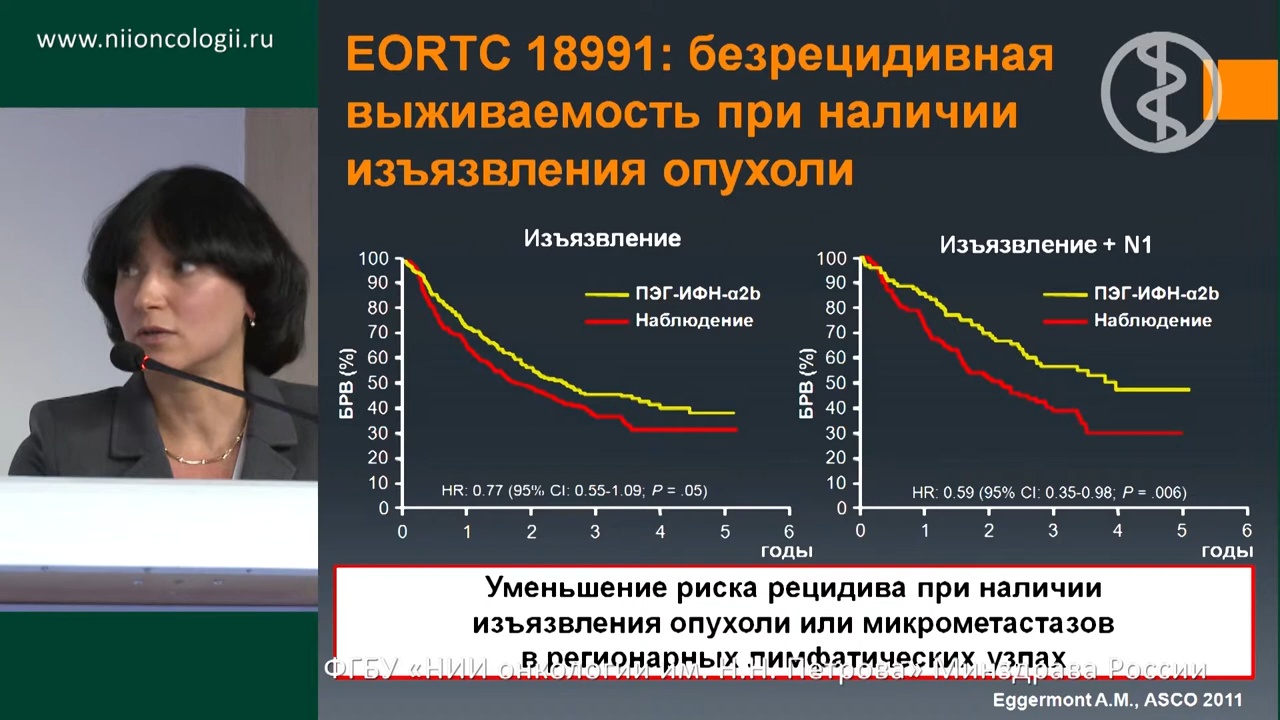 www.niioncologii.ru
EORTC 18991: безрецидивная
выживаемость при наличии
изъязвления опухоли
Изъязвление
100
90
80
70
60
50
40
30
20
10
0
БРВ (%)
ПЭГ-ИФН-α2b
Наблюдение
HR: 0.77 (95% CI: 0.55-1.09; P = .05)
0 1 2 3 4 5 6
годы
Изъязвление + N1
100
90
80
70
60
50
40
30
20
10
0
БРВ (%)
ПЭГ-ИФН-α2b
Наблюдение
HR: 0.59 (95% CI: 0.35-0.98; P = .006)
0 1 2 3 4 5 6
годы
Уменьшение риска рецидива при наличии
изъязвления опухоли или микрометастазов
в регионарных лимфатических узлах
ФГБУ «НИИ онкологии им. Н.Н. Петрова» Минздрава России
Eggermont A.M., ASCO 2011